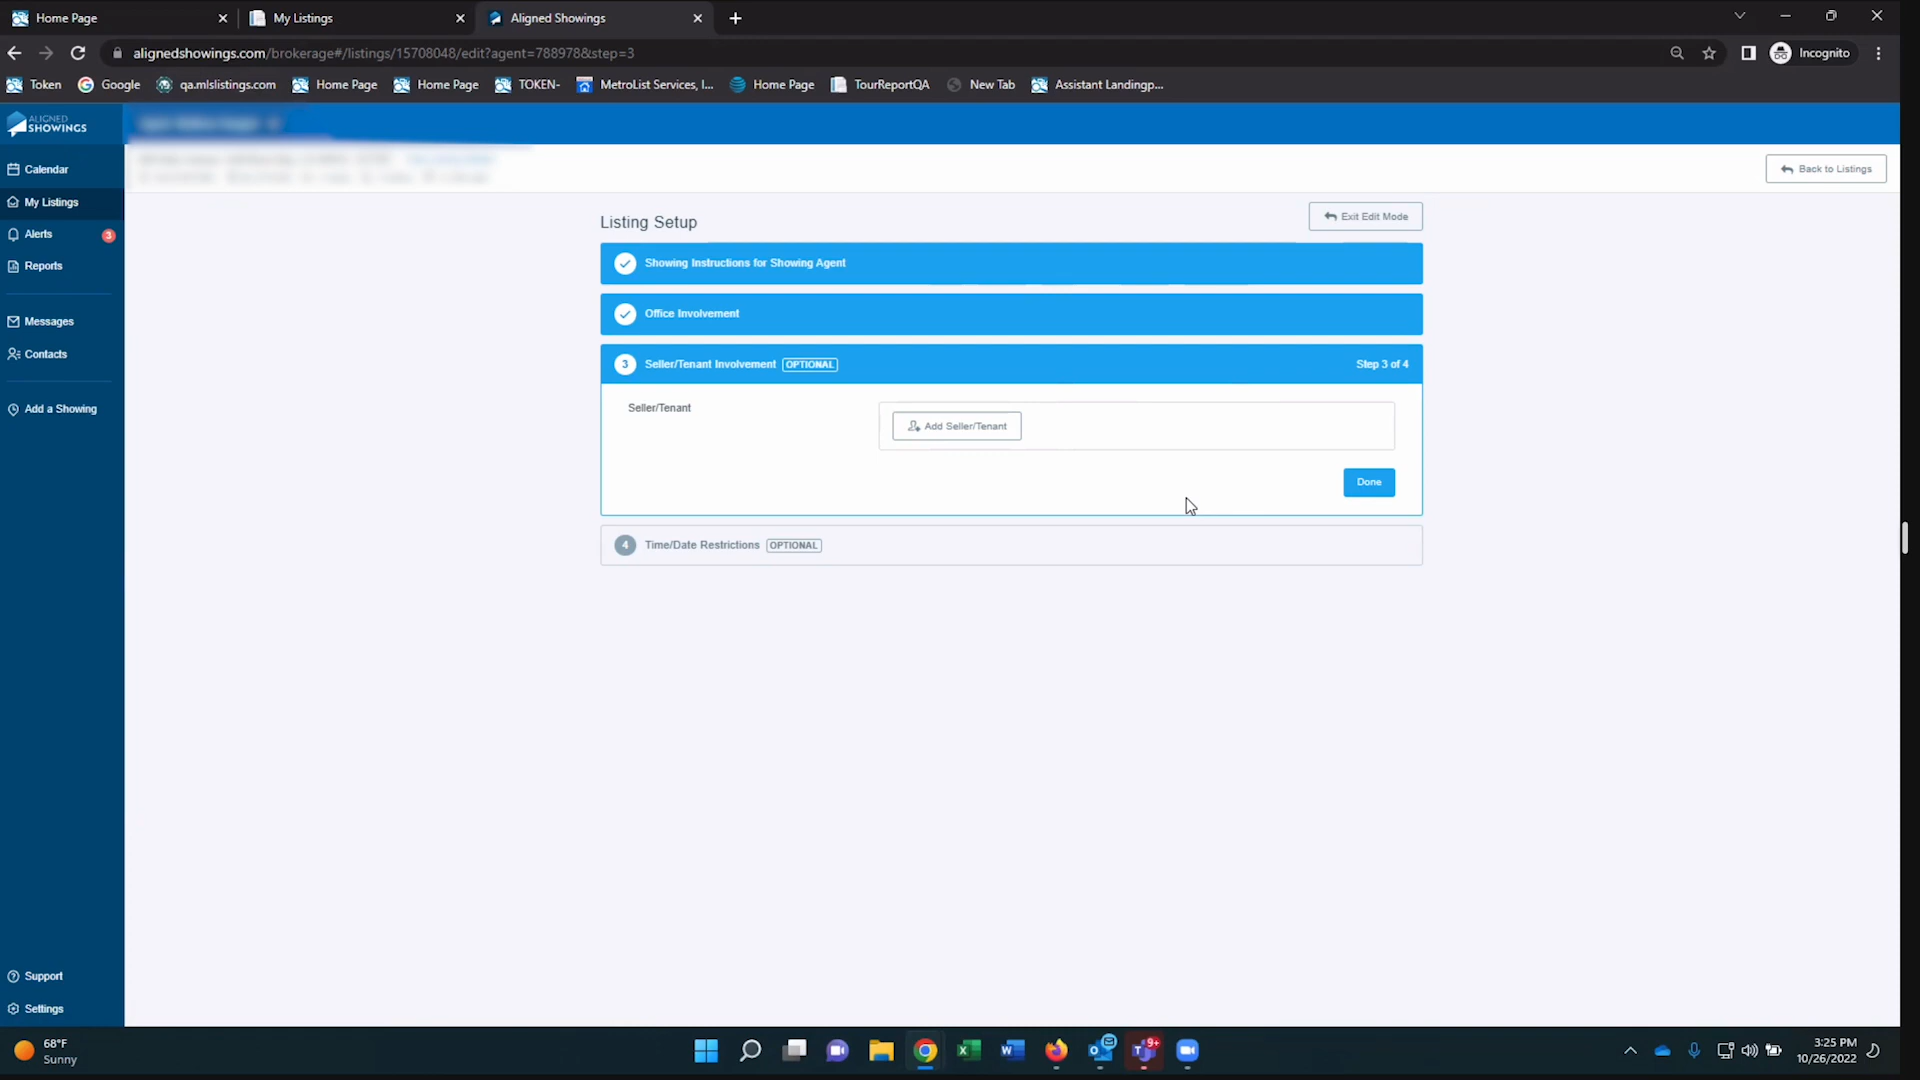 Home Page
My Listings
Aligned Showings
alignedshowings.com/brokerage#/listings/15708048/edit?agent=788978&step=3
Incognito
Token
Google
qa.mlslistings.com
Home Page
Home Page
TOKEN-
MetroList Services, I...
Home Page
TourReportQA
New Tab
Assistant Landingp...
ALIGNED
SHOWINGS
Calendar
My Listings
Alerts
3
Reports
Messages
Contacts
Add a Showing
Support
Settings
Back to Listings
Listing Setup
Exit Edit Mode
Showing Instructions for Showing Agent
Office Involvement
3 Seller/Tenant Involvement OPTIONAL
Step 3 of 4
Seller/Tenant
Add Seller/Tenant
Done
4 Time/Date Restrictions OPTIONAL
68°F
Sunny
9+
3:25 PM
10/26/2022